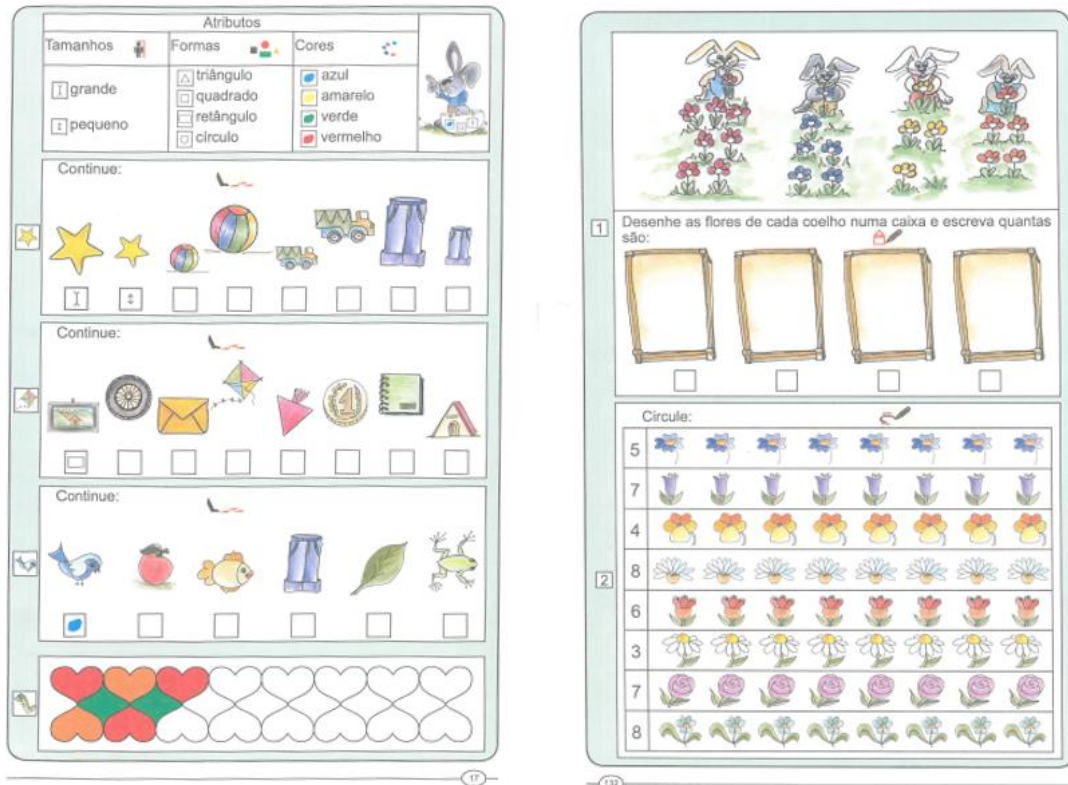 Atributos
Tamanhos
Formas
Cores
grande
pequeno
triângulo
quadrado
retângulo
círculo
azul
amarelo
verde
vermelho
Continue:
Continue:
1
Continue:
17
1
Desenhe as flores de cada coelho numa caixa e escreva quantas
são:
2
Circule:
5
7
4
8
6
3
7
8